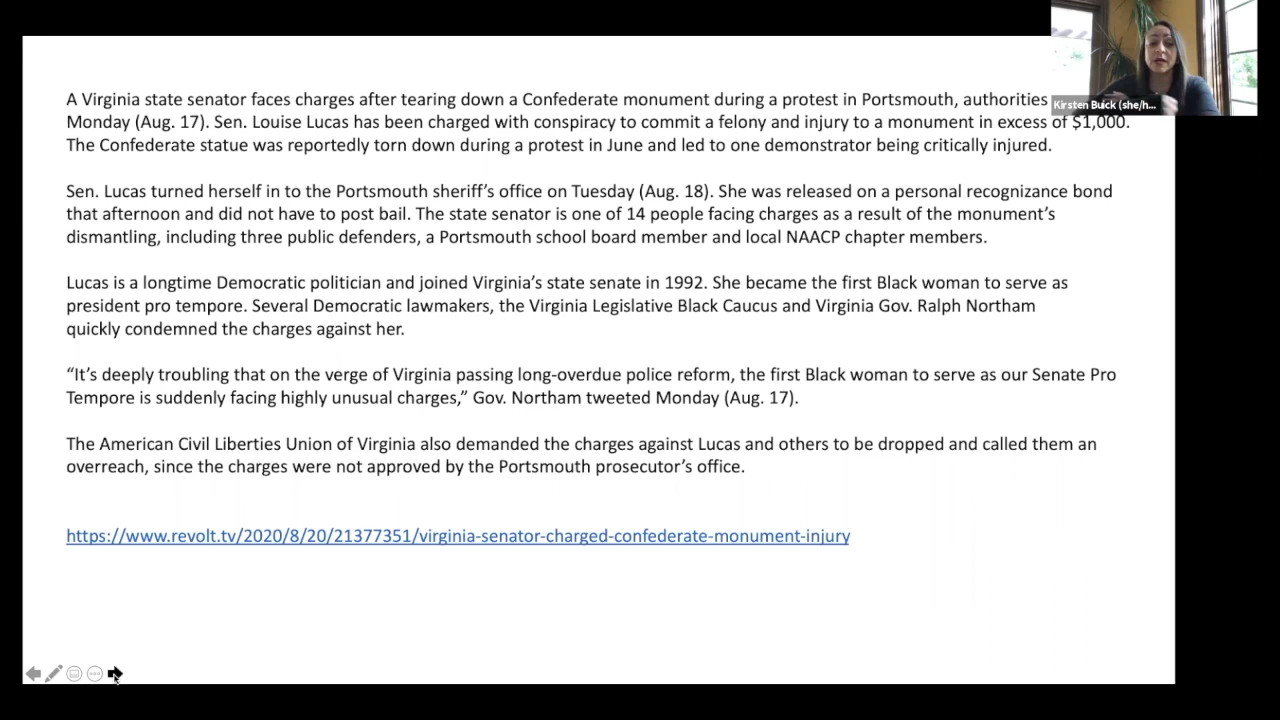 A Virginia state senator faces charges after tearing down a Confederate monument during a protest in Portsmouth, authorities
Kirsten Buick (she/h...
Monday (Aug. 17). Sen. Louise Lucas has been charged with conspiracy to commit a felony and injury to a monument in excess of $1,000.
The Confederate statue was reportedly torn down during a protest in June and led to one demonstrator being critically injured.
Sen. Lucas turned herself in to the Portsmouth sheriff’s office on Tuesday (Aug. 18). She was released on a personal recognizance bond
that afternoon and did not have to post bail. The state senator is one of 14 people facing charges as a result of the monument’s
dismantling, including three public defenders, a Portsmouth school board member and local NAACP chapter members.
Lucas is a longtime Democratic politician and joined Virginia’s state senate in 1992. She became the first Black woman to serve as
president pro tempore. Several Democratic lawmakers, the Virginia Legislative Black Caucus and Virginia Gov. Ralph Northam
quickly condemned the charges against her.
“It’s deeply troubling that on the verge of Virginia passing long-overdue police reform, the first Black woman to serve as our Senate Pro
Tempore is suddenly facing highly unusual charges,” Gov. Northam tweeted Monday (Aug. 17).
The American Civil Liberties Union of Virginia also demanded the charges against Lucas and others to be dropped and called them an
overreach, since the charges were not approved by the Portsmouth prosecutor’s office.
https://www.revolt.tv/2020/8/20/21377351/virginia-senator-charged-confederate-monument-injury